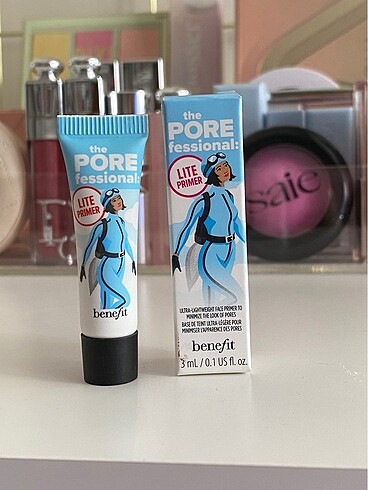 the
PORE
fessional:
LITE
PRIMER
benefit
the
PORE
fessional:
LITE
PRIMER
ULTRA-LIGHTWEIGHT FACE PRIMER TO
MINIMIZE THE LOOK OF PORES
BASE DE TEINT ULTRA-LÉGÈRE POUR
MINIMISER L'APPARENCE DES PORES
benefit
3 mL / 0.1 US fl. oz.
saie